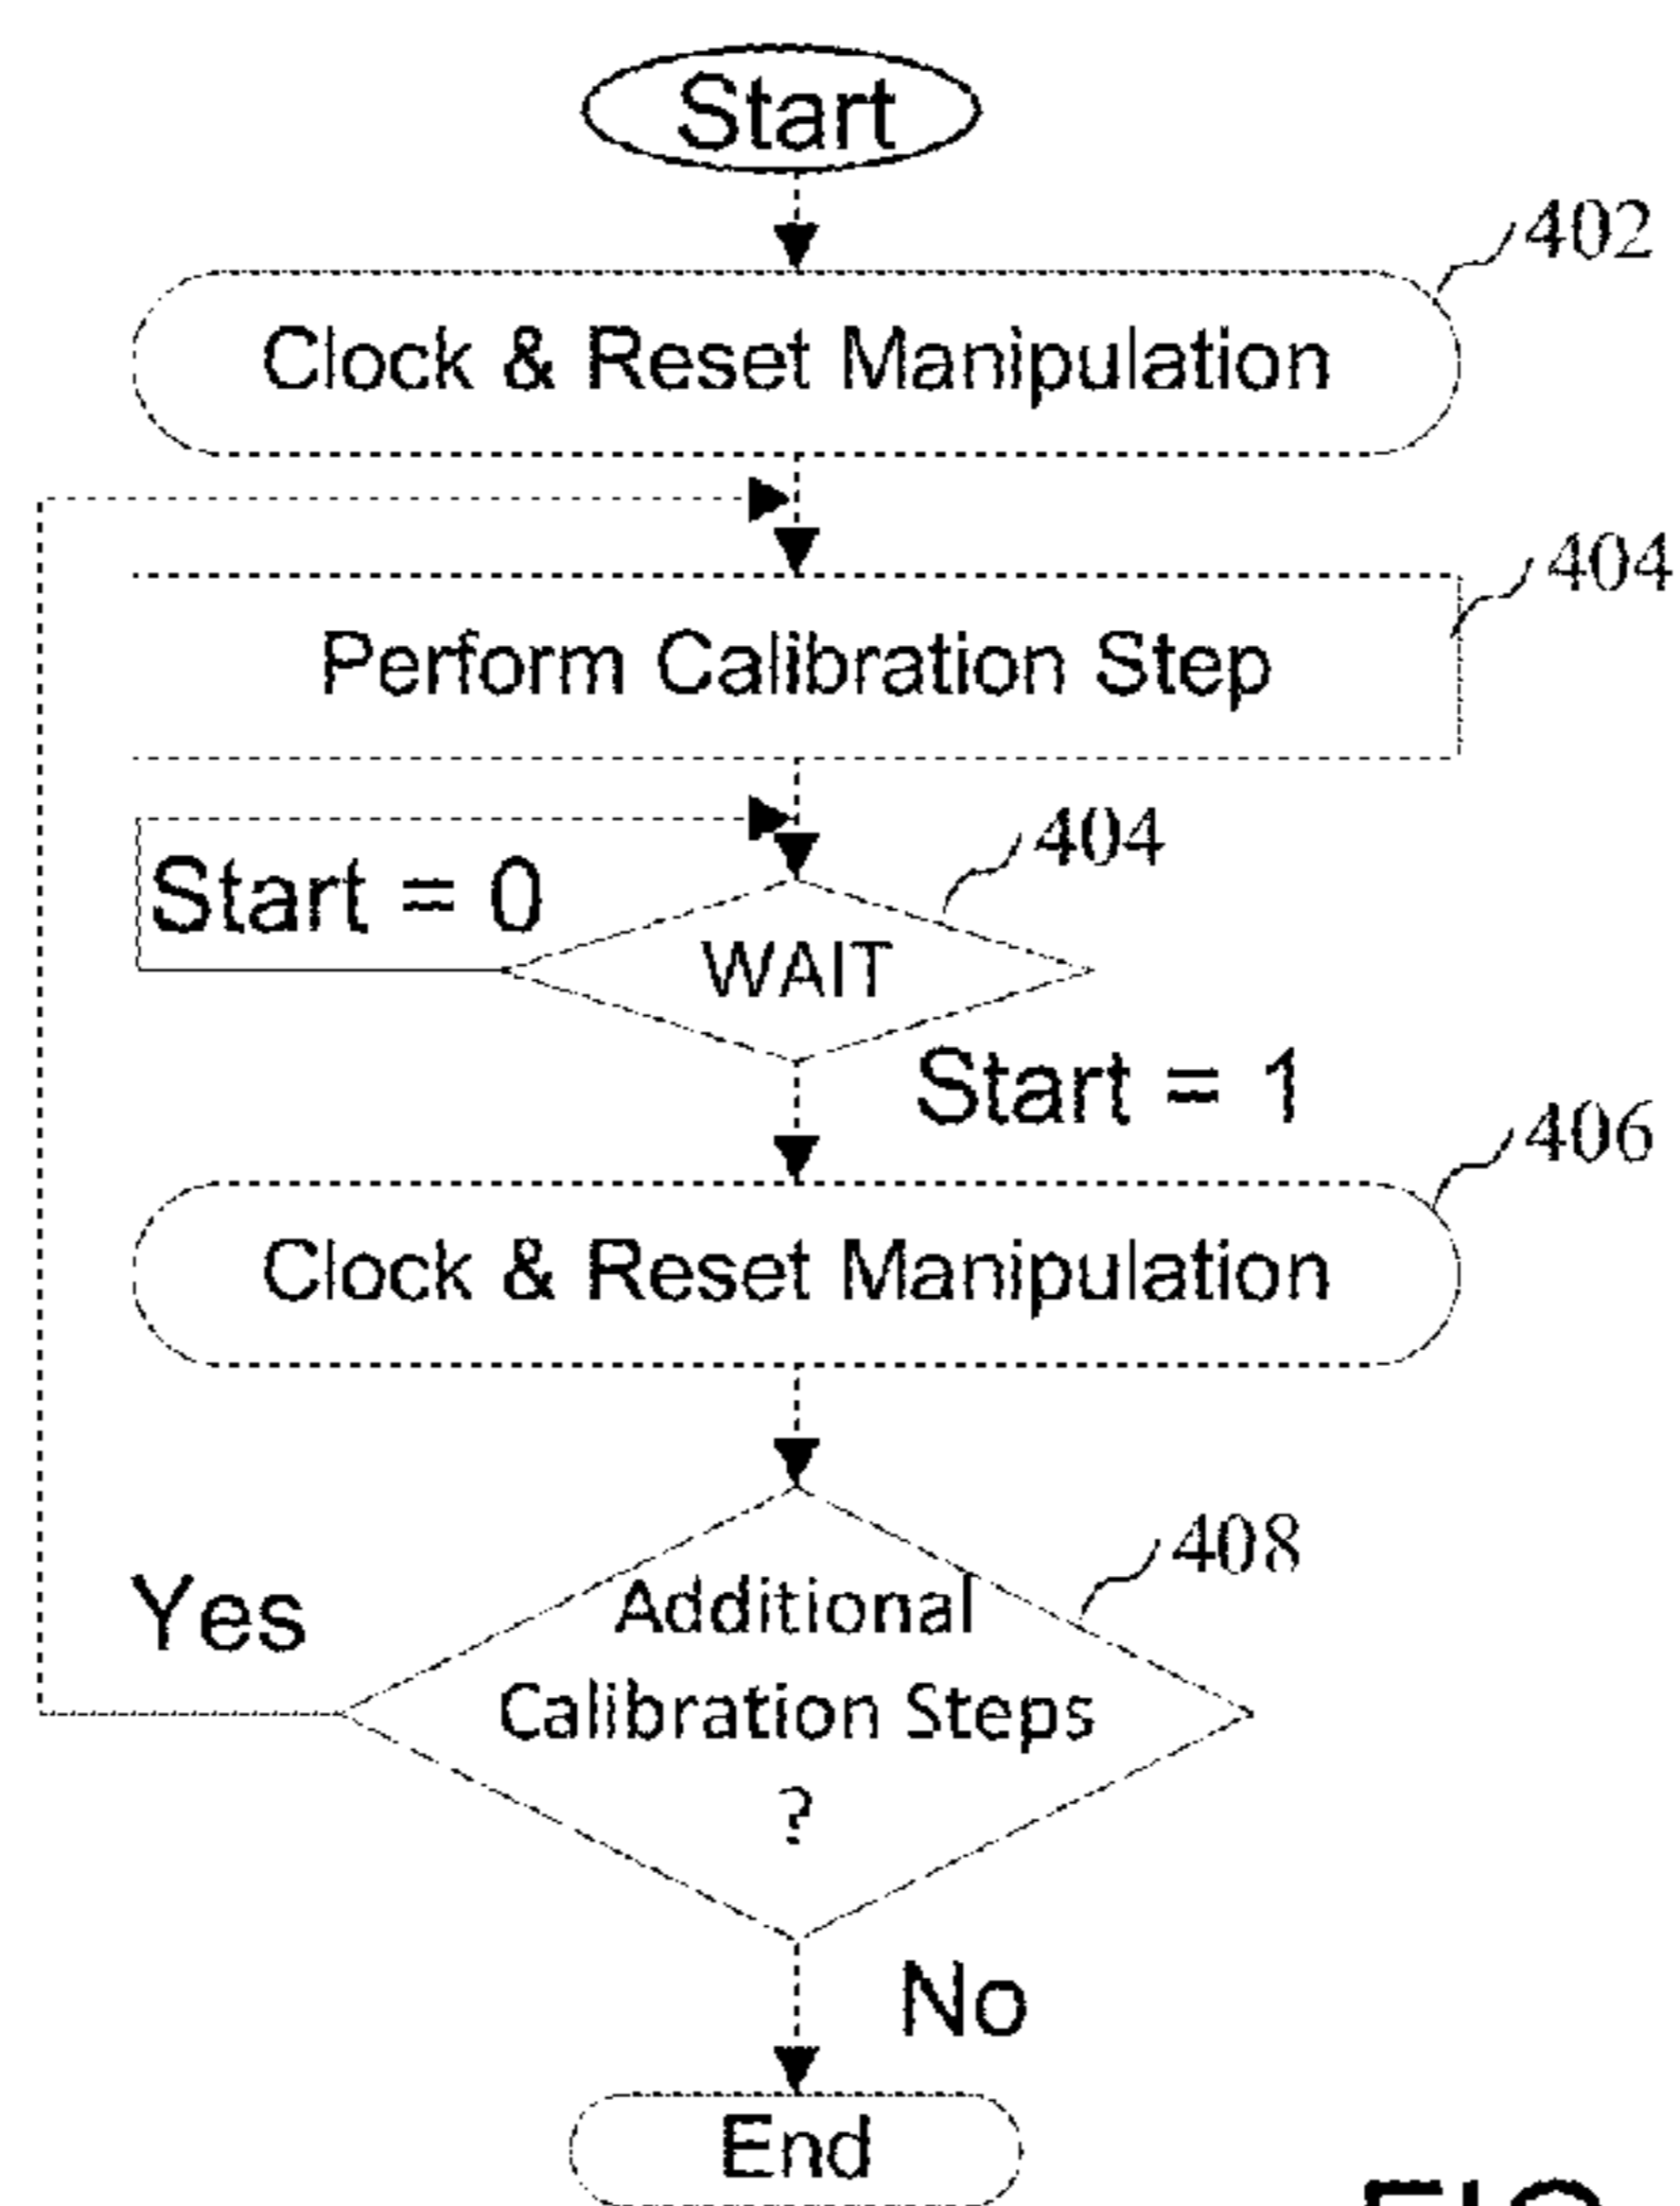 Start
402
Clock & Reset Manipulation
404
Perform Calibration Step
404
Start = 0
WAIT
Start = 1
406
Clock & Reset Manipulation
408
Yes
Additional
Calibration Steps
?
No
End